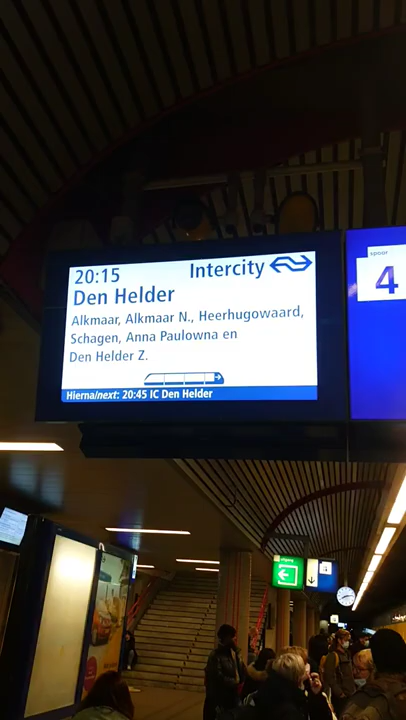 20:15
Intercity
Den Helder
Alkmaar, Alkmaar N., Heerhugowaard,
Schagen, Anna Paulowna en
Den Helder Z.
Hierna/next: 20:45 IC Den Helder
spoor
4
uitgang